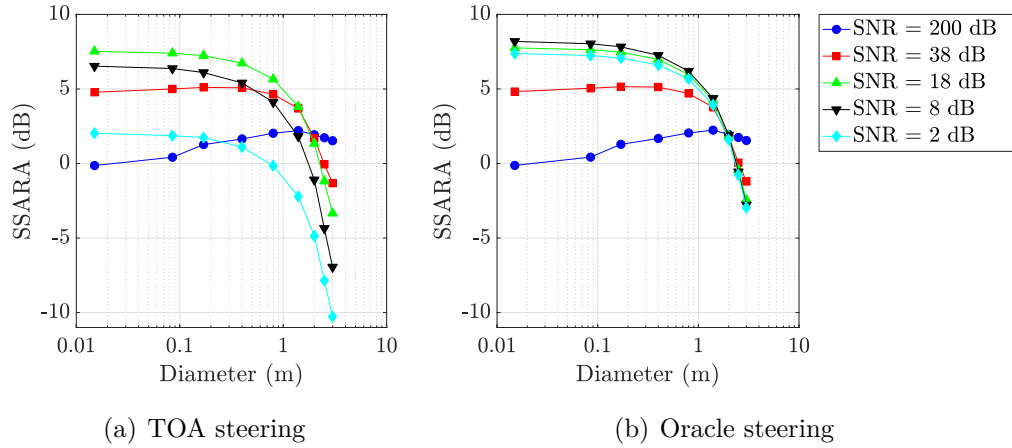 10
5
0
-5
-10
SSARA (dB)
0.01
0.1
1
10
Diameter (m)
(a) TOA steering
10
5
0
-5
-10
SSARA (dB)
0.01
0.1
1
10
Diameter (m)
(b) Oracle steering
SNR = 200 dB
SNR = 38 dB
SNR = 18 dB
SNR = 8 dB
SNR = 2 dB